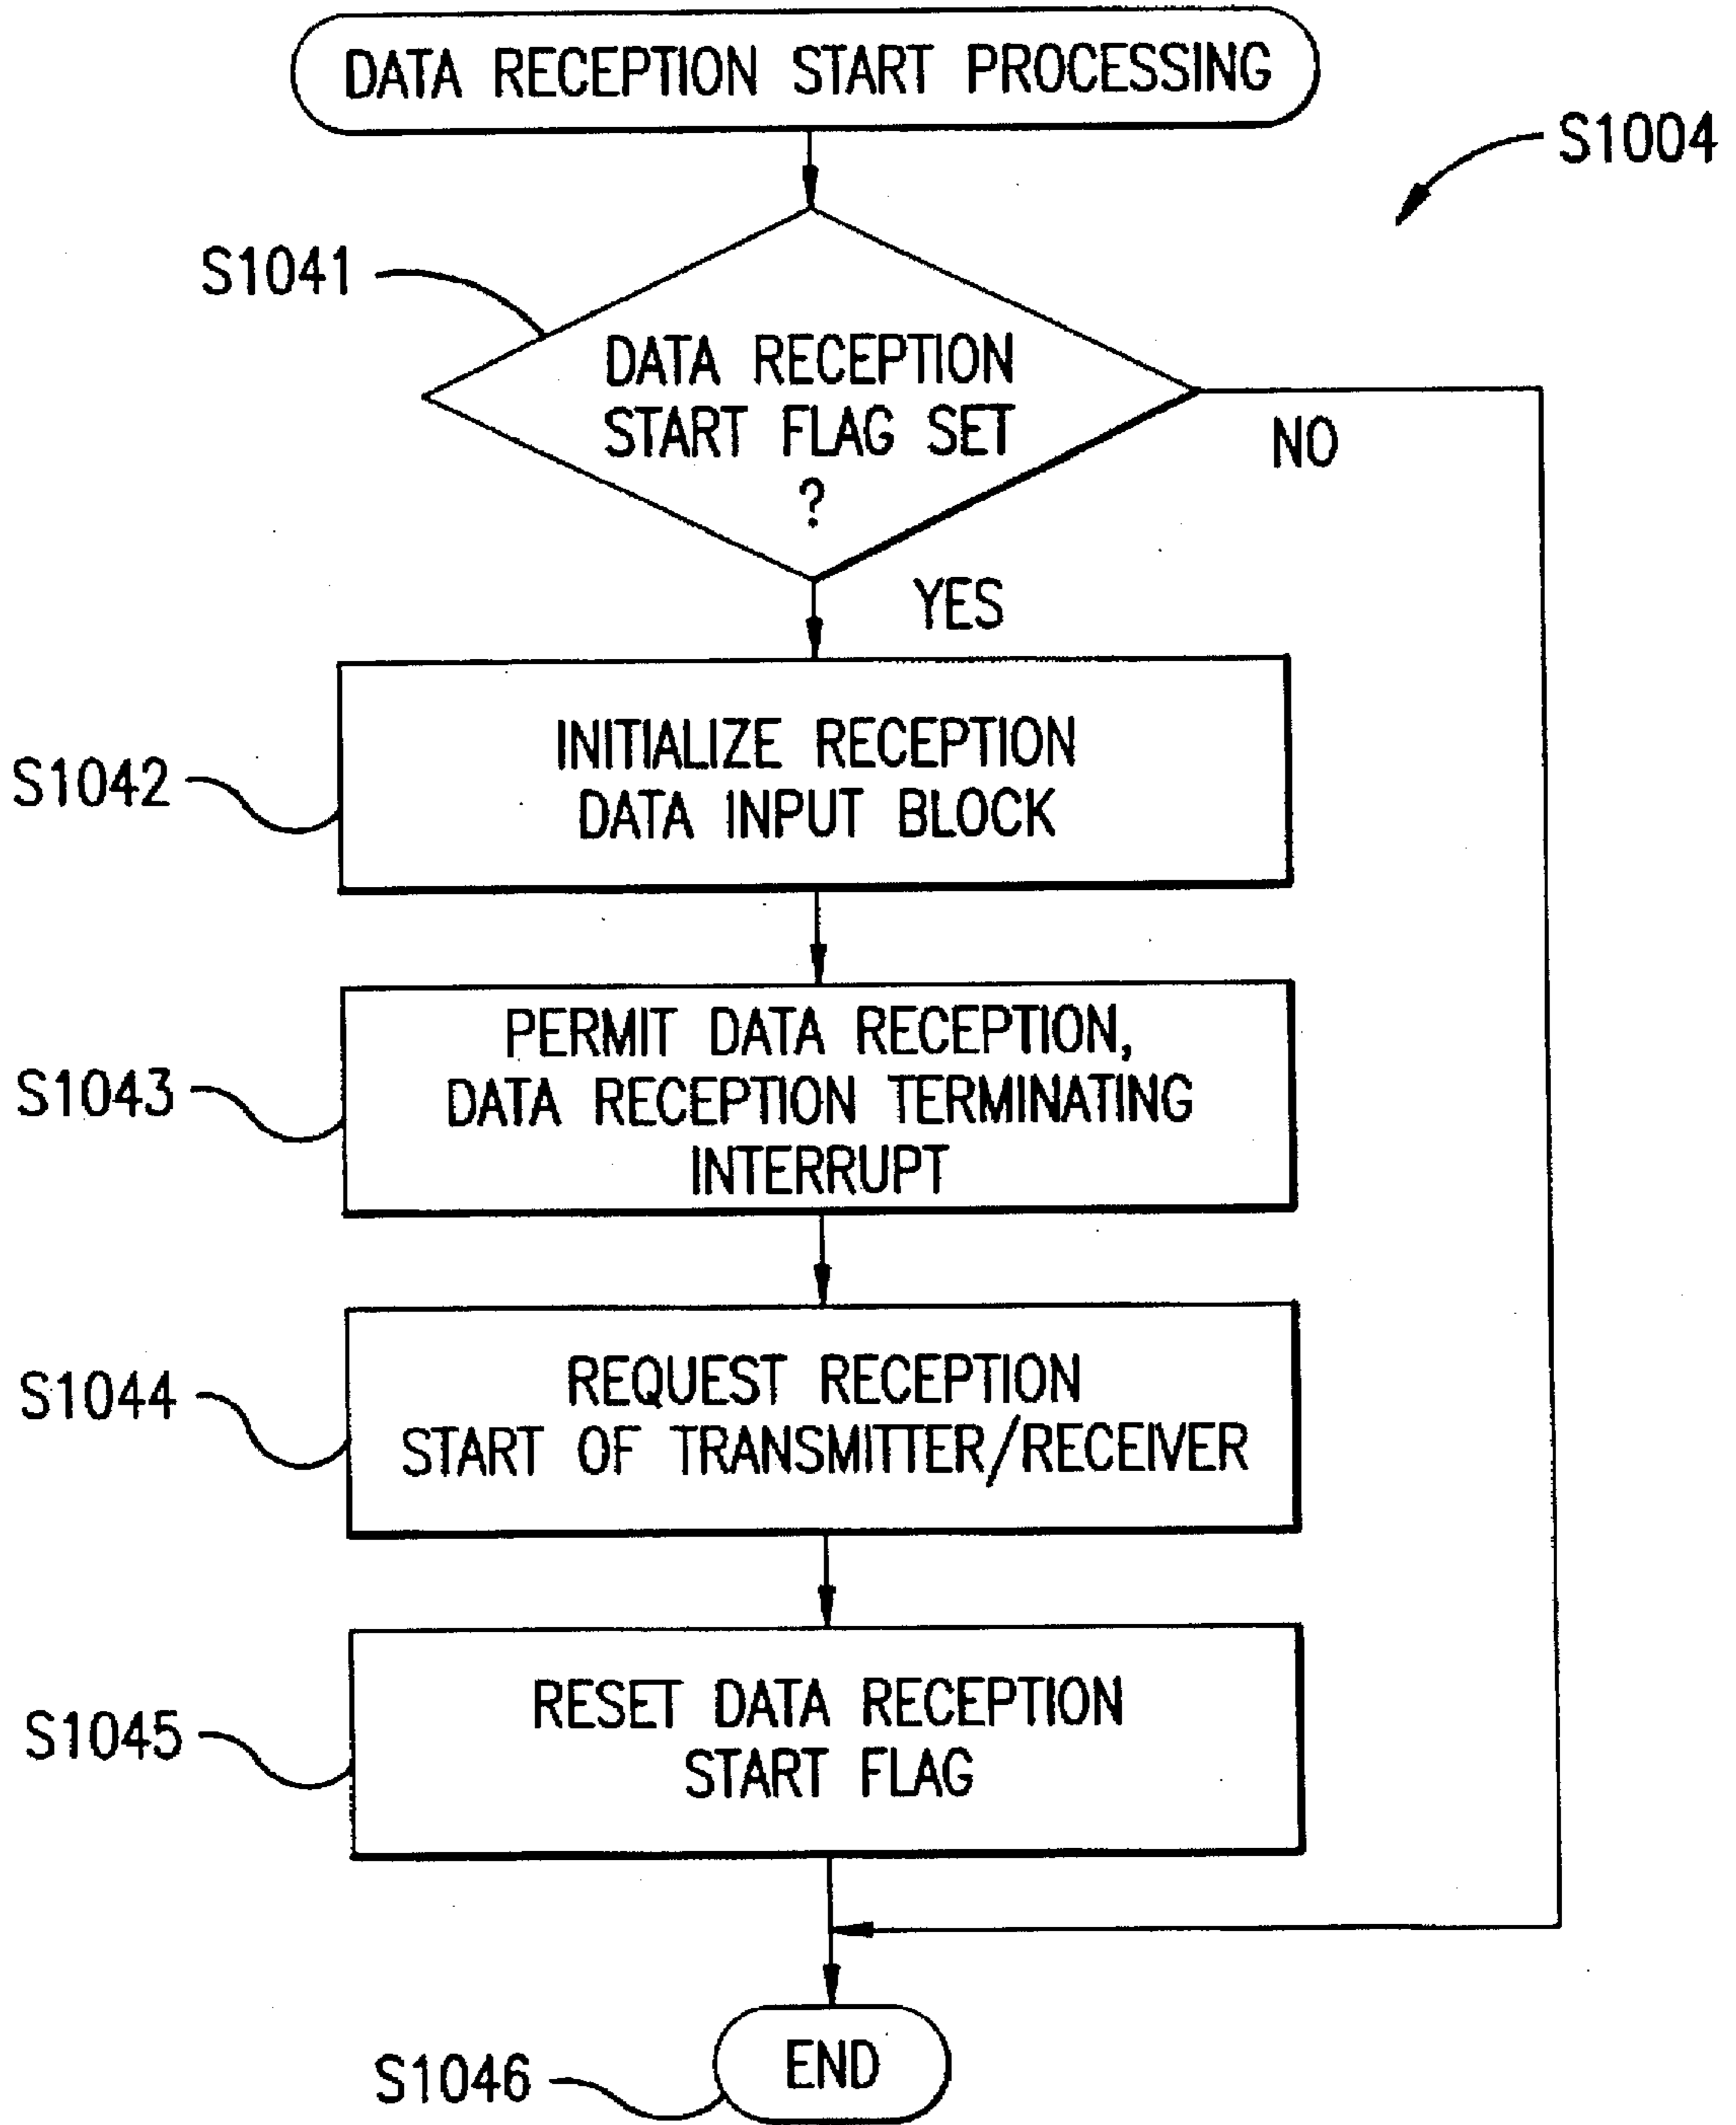 DATA RECEPTION START PROCESSING
S1004
S1041
DATA RECEPTION
START FLAG SET
?
NO
YES
S1042
INITIALIZE RECEPTION
DATA INPUT BLOCK
S1043
PERMIT DATA RECEPTION,
DATA RECEPTION TERMINATING
INTERRUPT
S1044
REQUEST RECEPTION
START OF TRANSMITTER/RECEIVER
S1045
RESET DATA RECEPTION
START FLAG
S1046
END